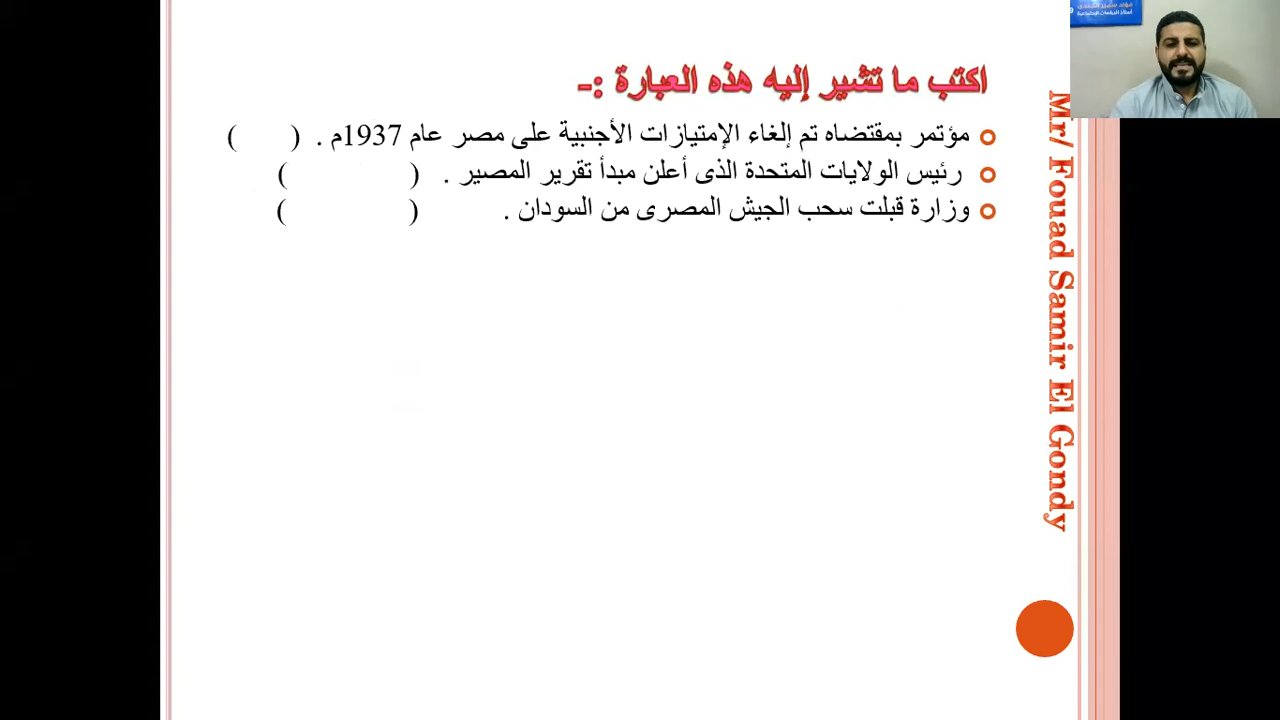 اكتب ما تشير إليه هذه العبارة :-
مؤتمر بمقتضاه تم إلغاء الإمتيازات الأجنبية على مصر عام 1937م . ( )
رئيس الولايات المتحدة الذى أعلن مبدأ تقرير المصير . ( )
وزارة قبلت سحب الجيش المصرى من السودان . ( )
Mr/ Fouad Samir El Gondy